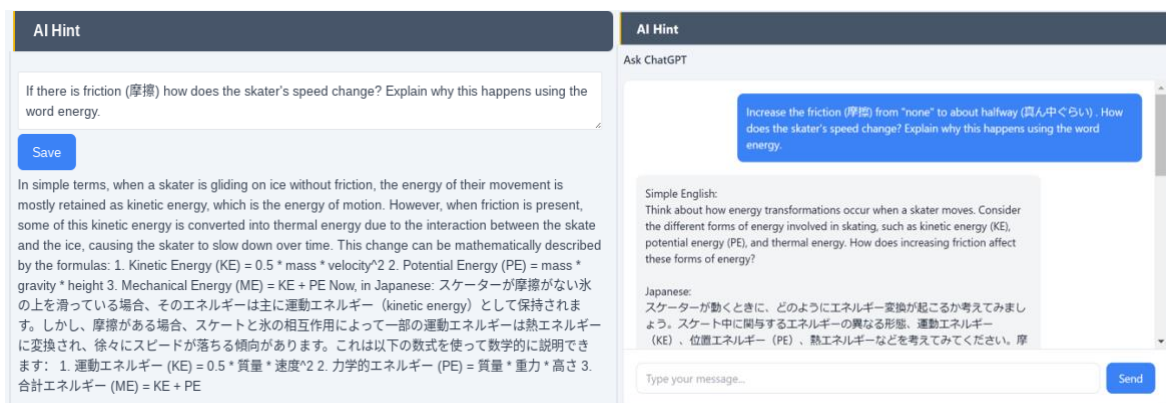 AI Hint
If there is friction (摩擦) how does the skater's speed change? Explain why this happens using the
word energy.
Save
In simple terms, when a skater is gliding on ice without friction, the energy of their movement is
mostly retained as kinetic energy, which is the energy of motion. However, when friction is present,
some of this kinetic energy is converted into thermal energy due to the interaction between the skate
and the ice, causing the skater to slow down over time. This change can be mathematically described
by the formulas: 1. Kinetic Energy (KE) = 0.5 * mass * velocity^2 2. Potential Energy (PE) = mass *
gravity * height 3. Mechanical Energy (ME) = KE + PE Now, in Japanese: スケーターが摩擦がない氷
の上を滑っている場合、そのエネルギーは主に運動エネルギー（kinetic energy）として保持されま
す。しかし、摩擦がある場合、スケートと氷の相互作用によって一部の運動エネルギーは熱エネルギー
に変換され、徐々にスピードが落ちる傾向があります。これは以下の数式を使って数学的に説明でき
ます： 1. 運動エネルギー (KE) = 0.5 * 質量 * 速度^2 2. 力学的エネルギー (PE) = 質量 * 重力 * 高さ 3.
合計エネルギー (ME) = KE + PE
AI Hint
Ask ChatGPT
Increase the friction (摩擦) from "none" to about halfway (真ん中ぐらい) . How
does the skater's speed change? Explain why this happens using the word
energy.
Simple English:
Think about how energy transformations occur when a skater moves. Consider
the different forms of energy involved in skating, such as kinetic energy (KE),
potential energy (PE), and thermal energy. How does increasing friction affect
these forms of energy?
Japanese:
スケーターが動くときに、どのようにエネルギー変換が起こるか考えてみまし
ょう。スケート中に関与するエネルギーの異なる形態、運動エネルギー
（KE）、位置エネルギー（PE）、熱エネルギーなどを考えてみてください。摩
Type your message...
Send